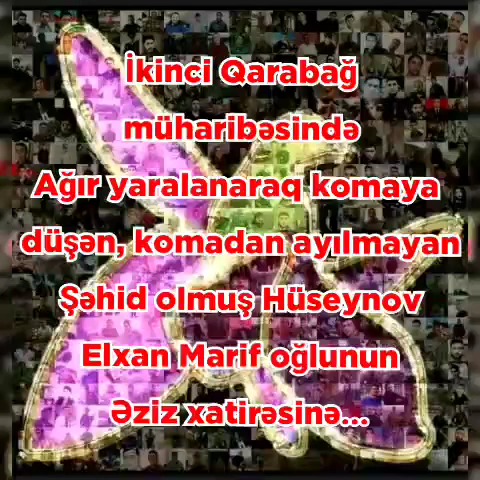 İkinci Qarabağ
müharibəsində
Ağır yaralanaraq komaya
düşən, komadan ayılmayan
Şəhid olmuş Hüseynov
Elxan Marif oğlunun
Əziz xatirəsinə...